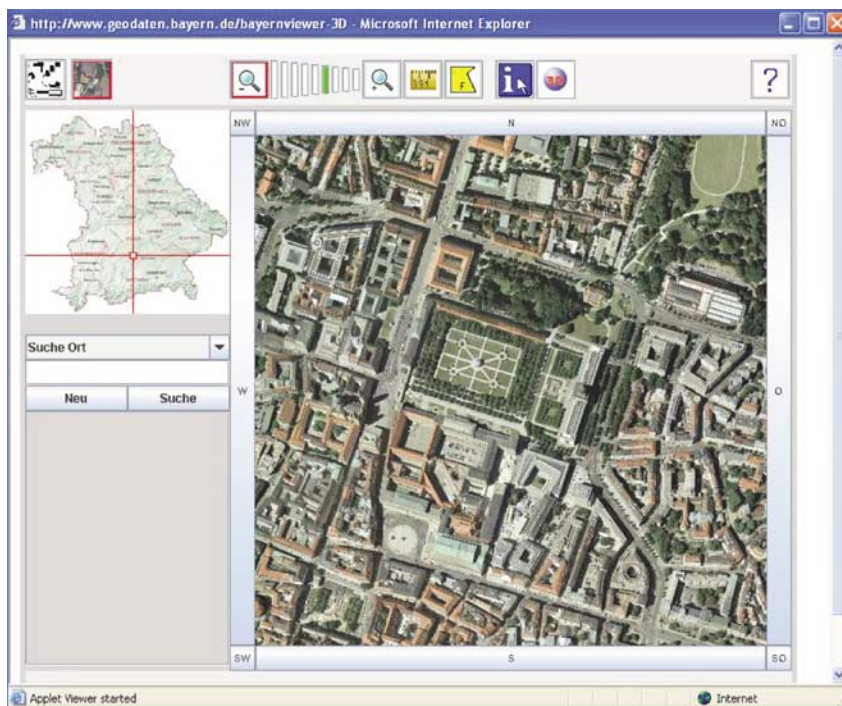 http://www.geodaten.bayern.de/bayernviewer-3D - Microsoft Internet Explorer
F
i
3D
?
NW
N
NO
Suche Ort
Neu
Suche
W
O
SW
S
SO
Applet Viewer started
Internet